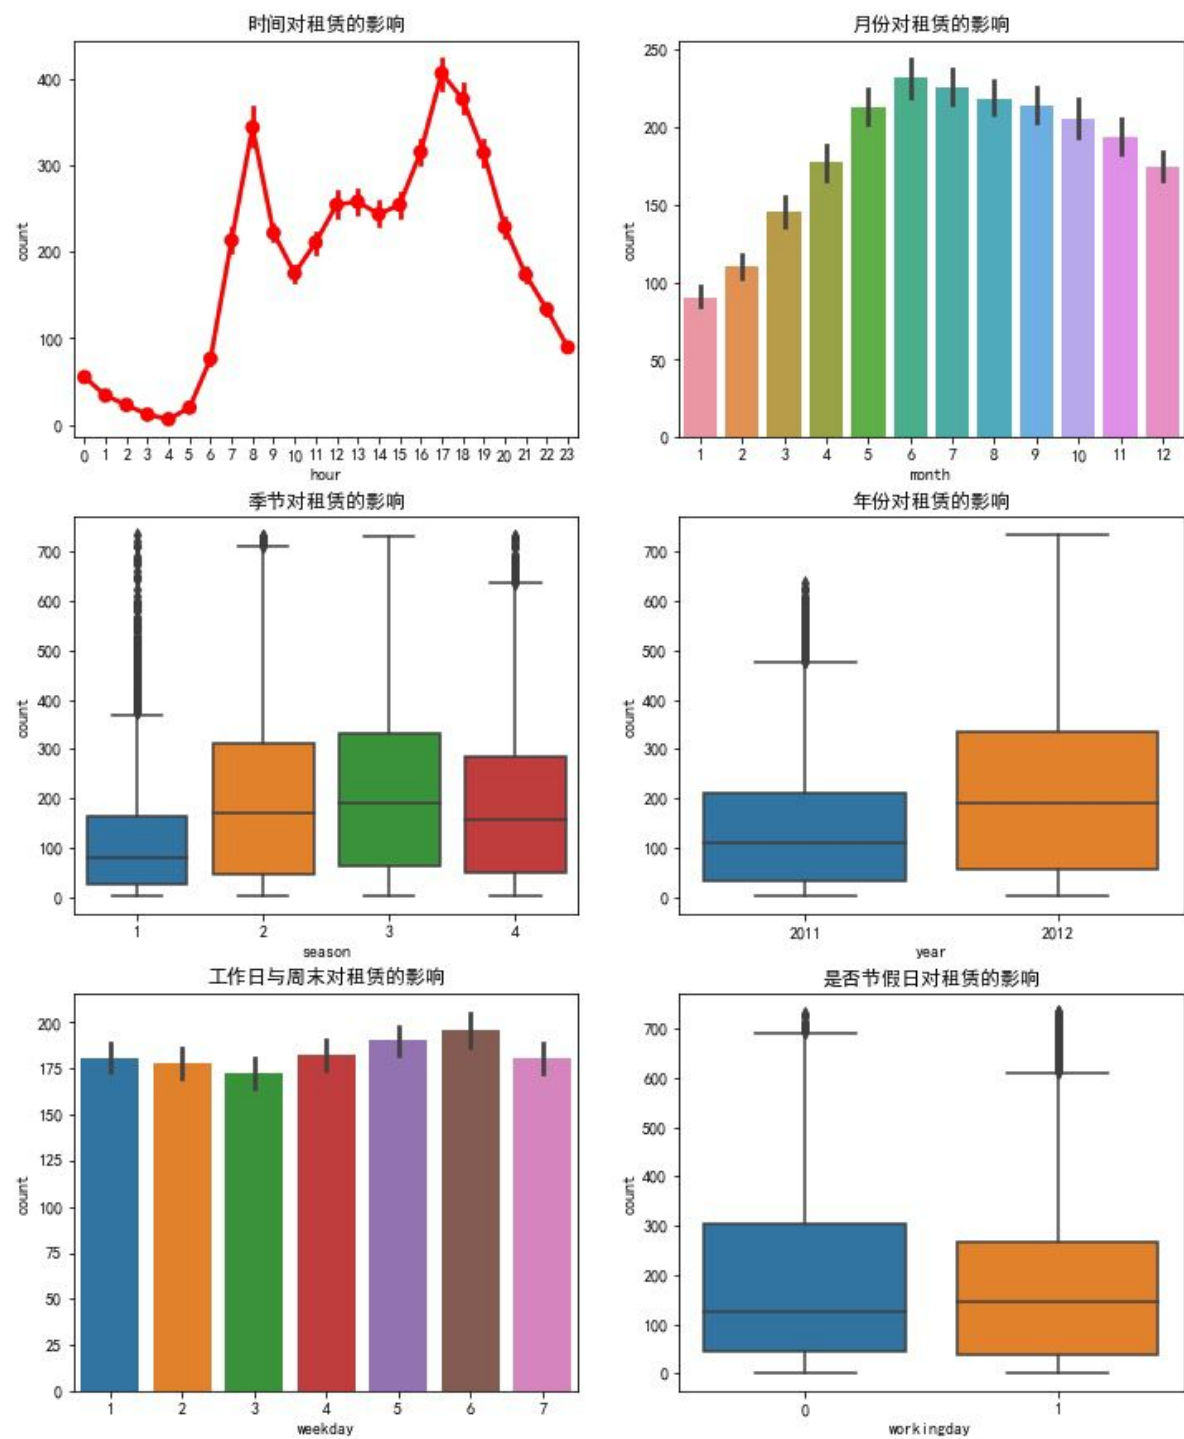 时间对租赁的影响
count
400
300
200
100
0
0 1 2 3 4 5 6 7 8 9 10 11 12 13 14 15 16 17 18 19 20 21 22 23
hour
月份对租赁的影响
count
250
200
150
100
50
0
1 2 3 4 5 6 7 8 9 10 11 12
month
季节对租赁的影响
count
700
600
500
400
300
200
100
0
1 2 3 4
season
年份对租赁的影响
count
700
600
500
400
300
200
100
0
2011 2012
year
工作日与周末对租赁的影响
count
200
175
150
125
100
75
50
25
0
1 2 3 4 5 6 7
weekday
是否节假日对租赁的影响
count
700
600
500
400
300
200
100
0
0 1
workingday